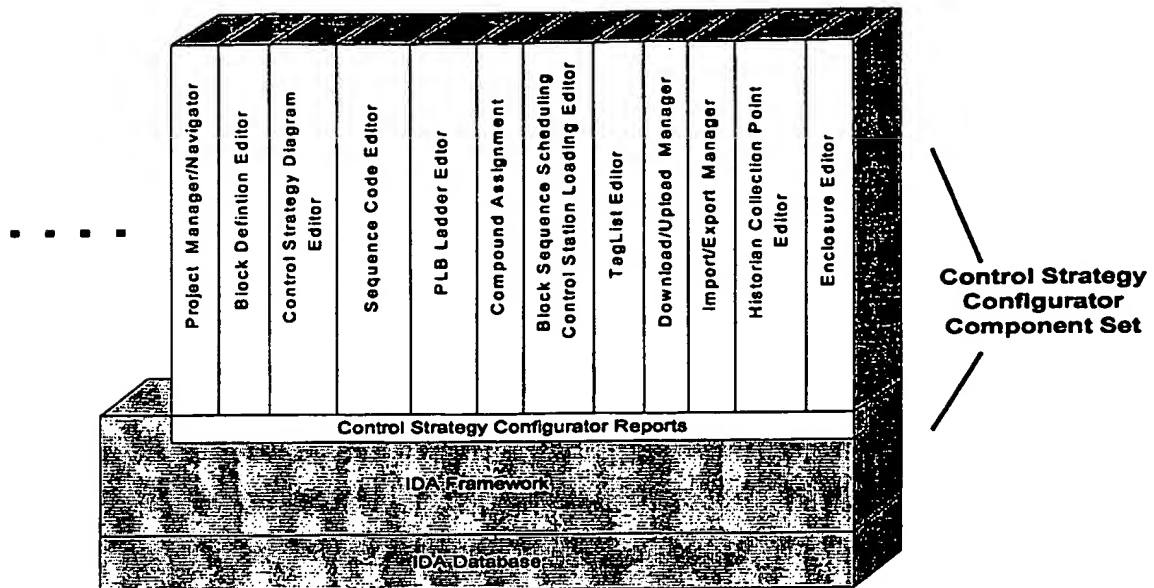 Project Manager/Navigator
Block Defintion Editor
Control Strategy Diagram
Editor
Sequence Code Editor
PLB Ladder Edtor
Compound Assignment
Block Sequence Scheduling
Control Station Loading Editor
TagList Editor
Download/Upload Manager
Import/Export Manager
Historian Collection Point
Editor
Enclosure Editor
Control Strategy
Configurator
Component Set
Control Strategy Configurator Reports
IDA Framework
IDA Database